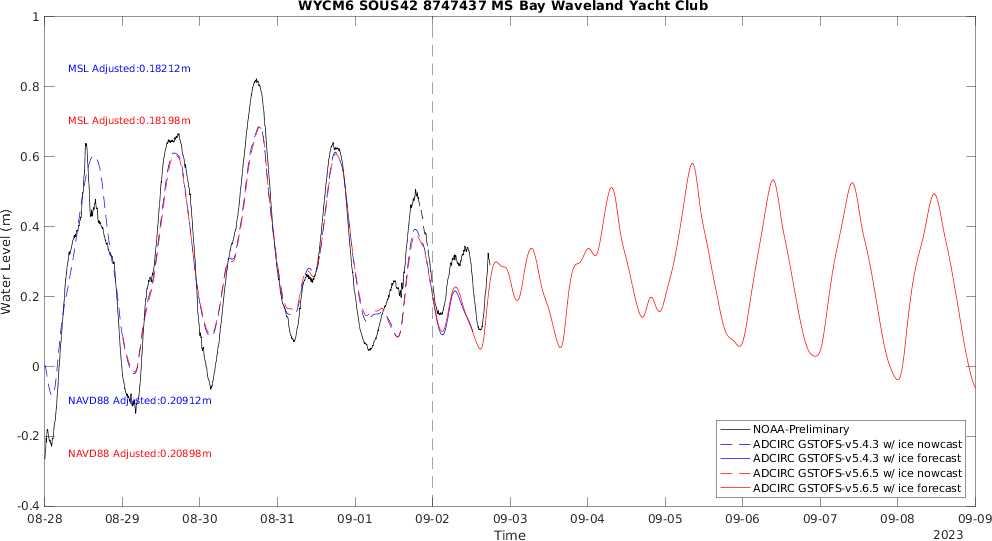 WYCM6 SOUS42 8747437 MS Bay Waveland Yacht Club
1
0.8
0.6
0.4
0.2
0
-0.2
-0.4
Water Level (m)
MSL Adjusted:0.18212m
MSL Adjusted:0.18198m
NAVD88 Adjusted:0.20912m
NAVD88 Adjusted:0.20898m
NOAA-Preliminary
ADCIRC GSTOFS-v5.4.3 w/ ice nowcast
ADCIRC GSTOFS-v5.4.3 w/ ice forecast
ADCIRC GSTOFS-v5.6.5 w/ ice nowcast
ADCIRC GSTOFS-v5.6.5 w/ ice forecast
08-28 08-29 08-30 08-31 09-01 09-02 09-03 09-04 09-05 09-06 09-07 09-08 09-09
Time
2023